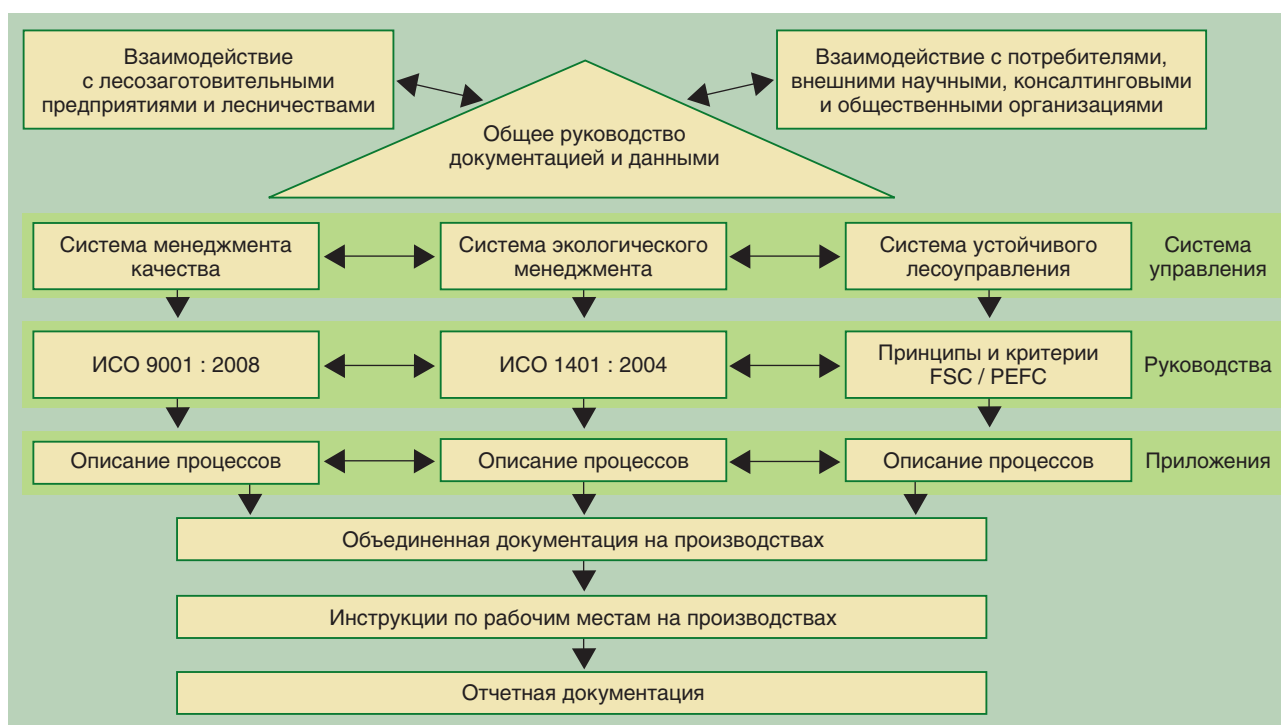 Взаимодействие
с лесозаготовительными
предприятиями и лесничествами
Взаимодействие с потребителями,
внешними научными, консалтинговыми
и общественными организациями
Общее руководство
документацией и данными
Система менеджмента
качества
Система экологического
менеджмента
Система устойчивого
лесоуправления
Система
управления
ИСО 9001 : 2008
ИСО 1401 : 2004
Принципы и критерии
FSC / PEFC
Руководства
Описание процессов
Описание процессов
Описание процессов
Приложения
Объединенная документация на производствах
Инструкции по рабочим местам на производствах
Отчетная документация